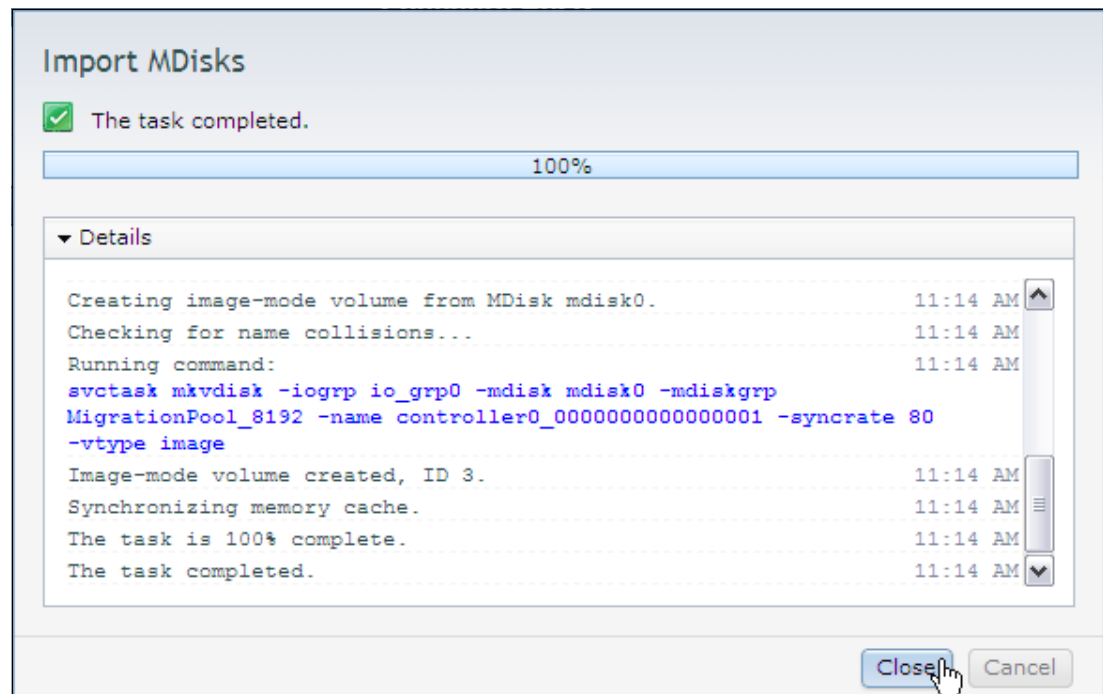 Import MDisks
The task completed.
100%
Details
Creating image-mode volume from MDisk mdisk0. 11:14 AM
Checking for name collisions... 11:14 AM
Running command: 11:14 AM
svctask mkvdisk -iogrp io_grp0 -mdisk mdisk0 -mdiskgrp
MigrationPool_8192 -name controller0_0000000000000001 -syncrate 80
-vtype image
Image-mode volume created, ID 3. 11:14 AM
Synchronizing memory cache. 11:14 AM
The task is 100% complete. 11:14 AM
The task completed. 11:14 AM
Close Cancel